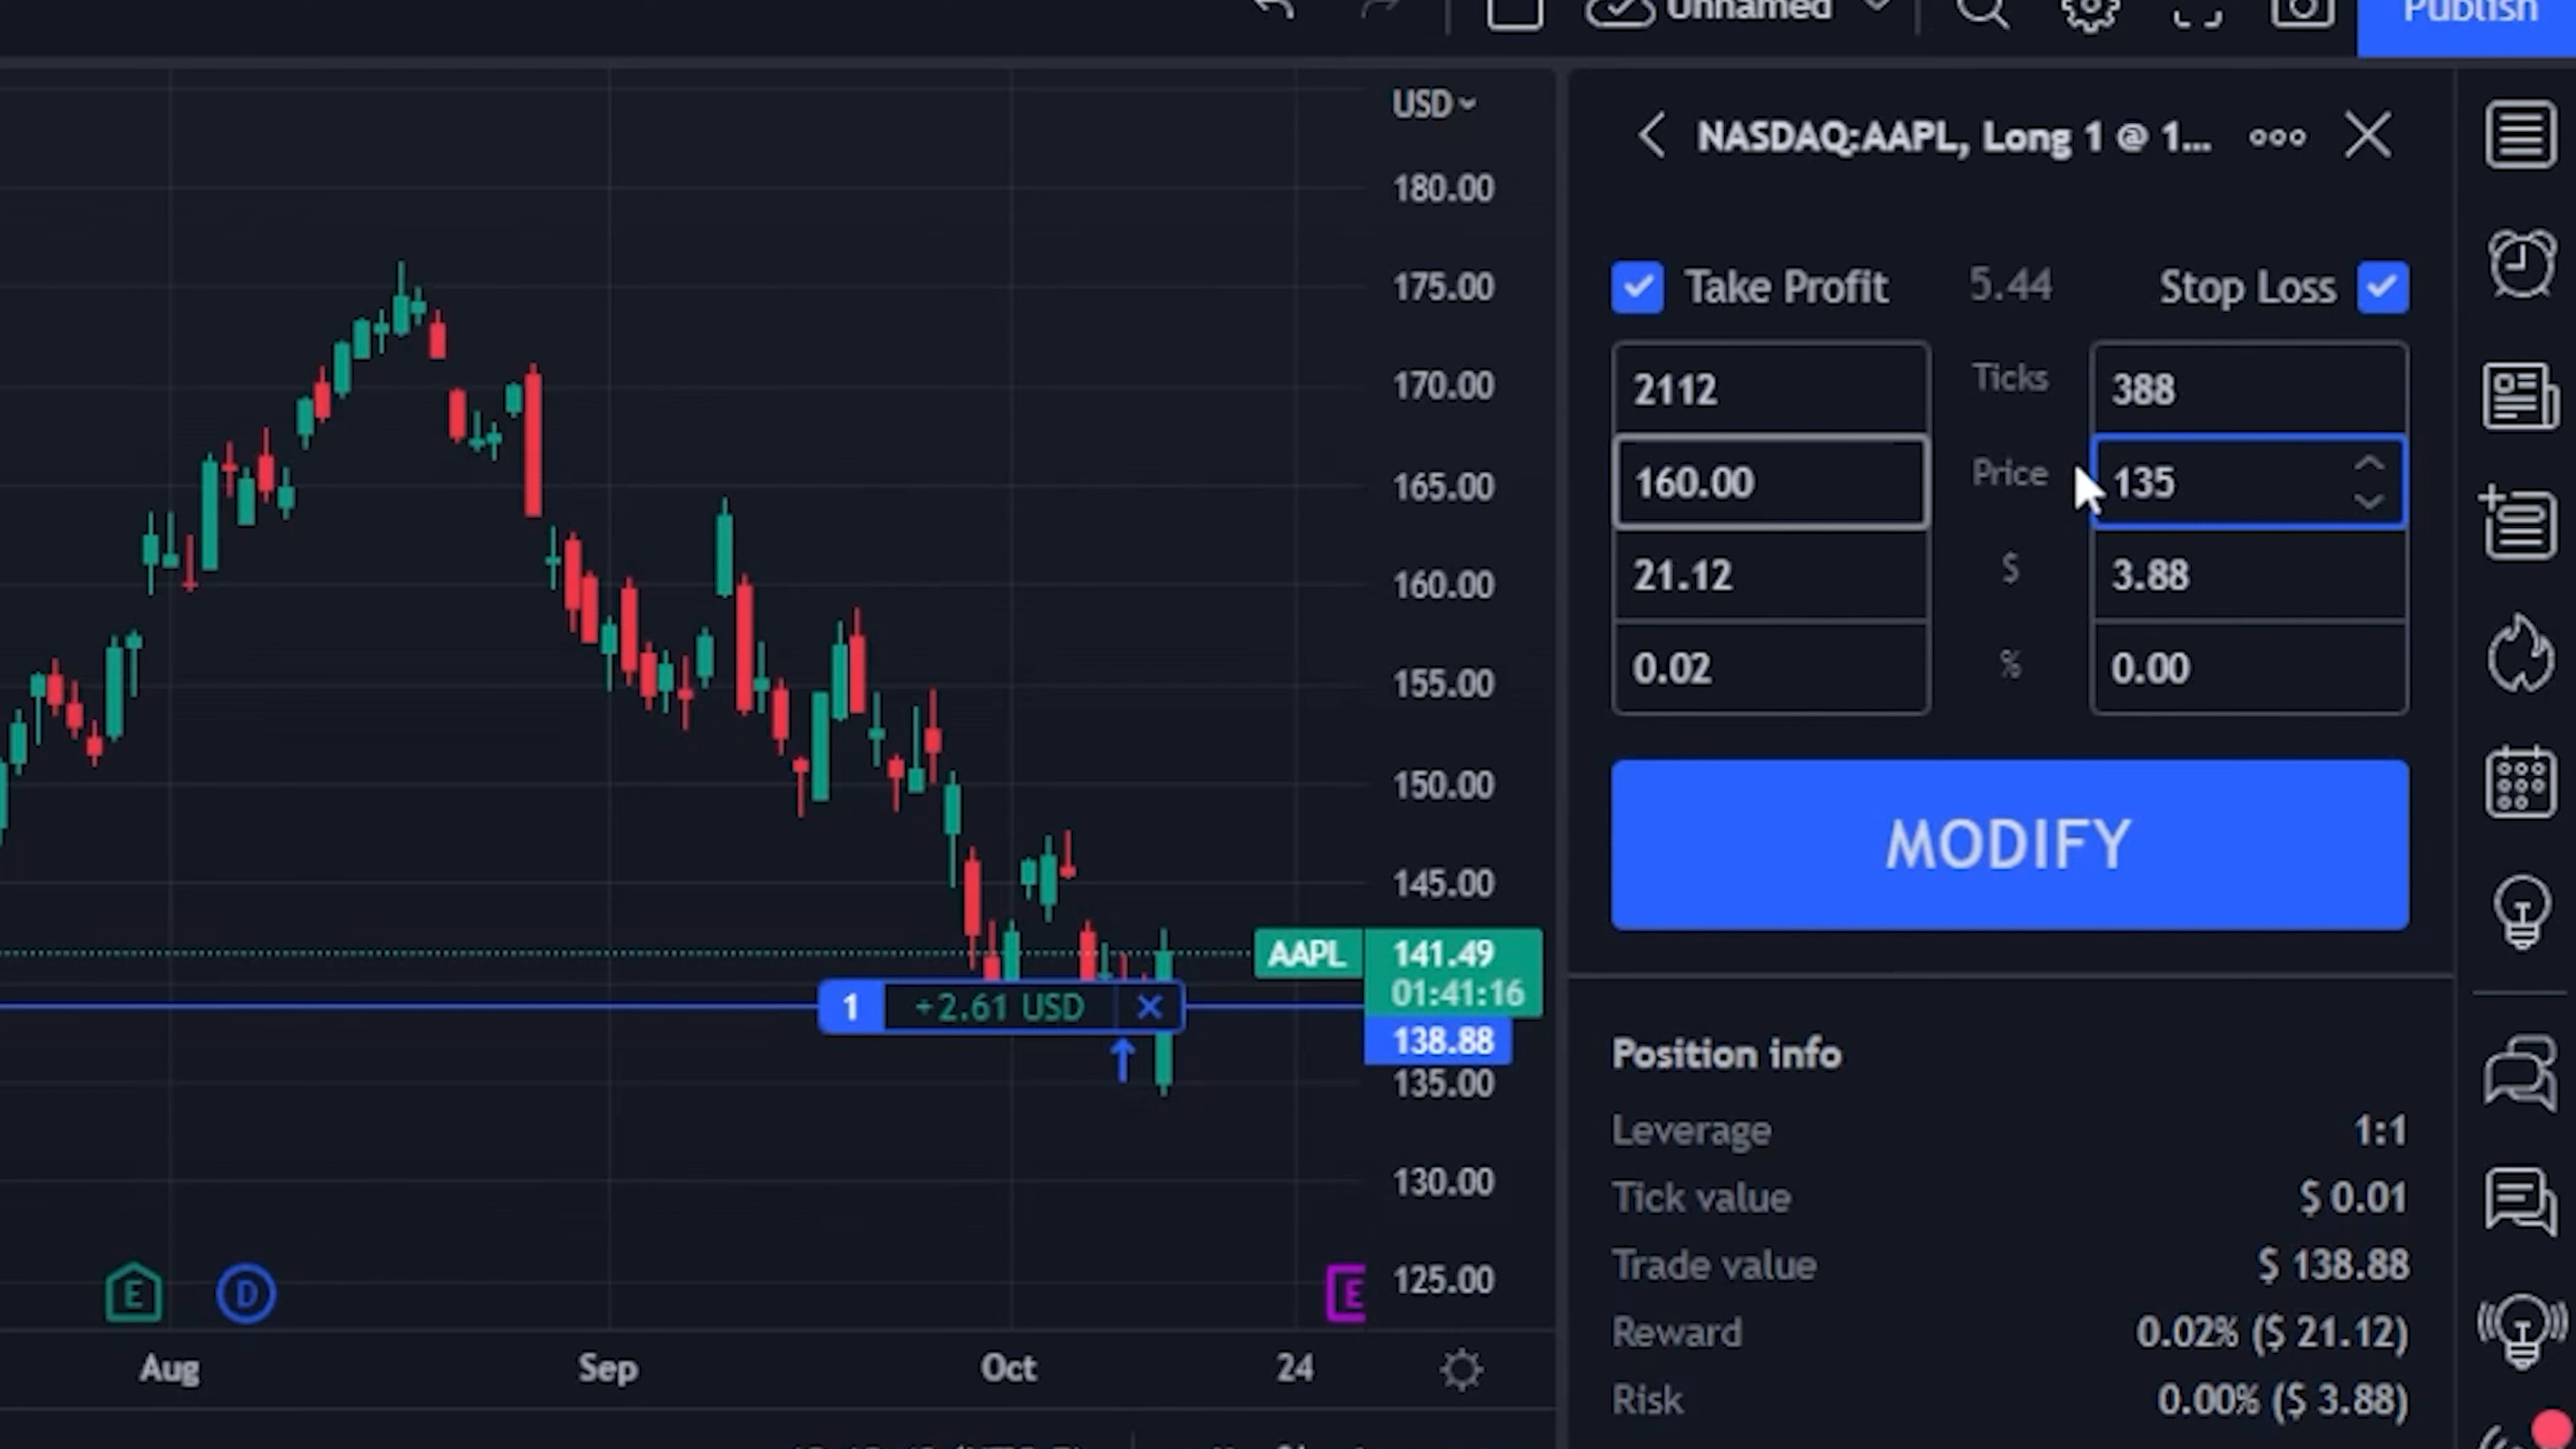 Unnamed
Publish
USD
180.00
175.00
170.00
165.00
160.00
155.00
150.00
145.00
AAPL 141.49
01:41:16
1 +2.61 USD
138.88
135.00
130.00
125.00
E D E
Aug Sep Oct 24
NASDAQ:AAPL, Long 1 @ 1...
Take Profit 5.44 Stop Loss
2112 Ticks 388
160.00 Price 135
21.12 $ 3.88
0.02 % 0.00
MODIFY
Position info
Leverage 1:1
Tick value $ 0.01
Trade value $ 138.88
Reward 0.02% ($ 21.12)
Risk 0.00% ($ 3.88)